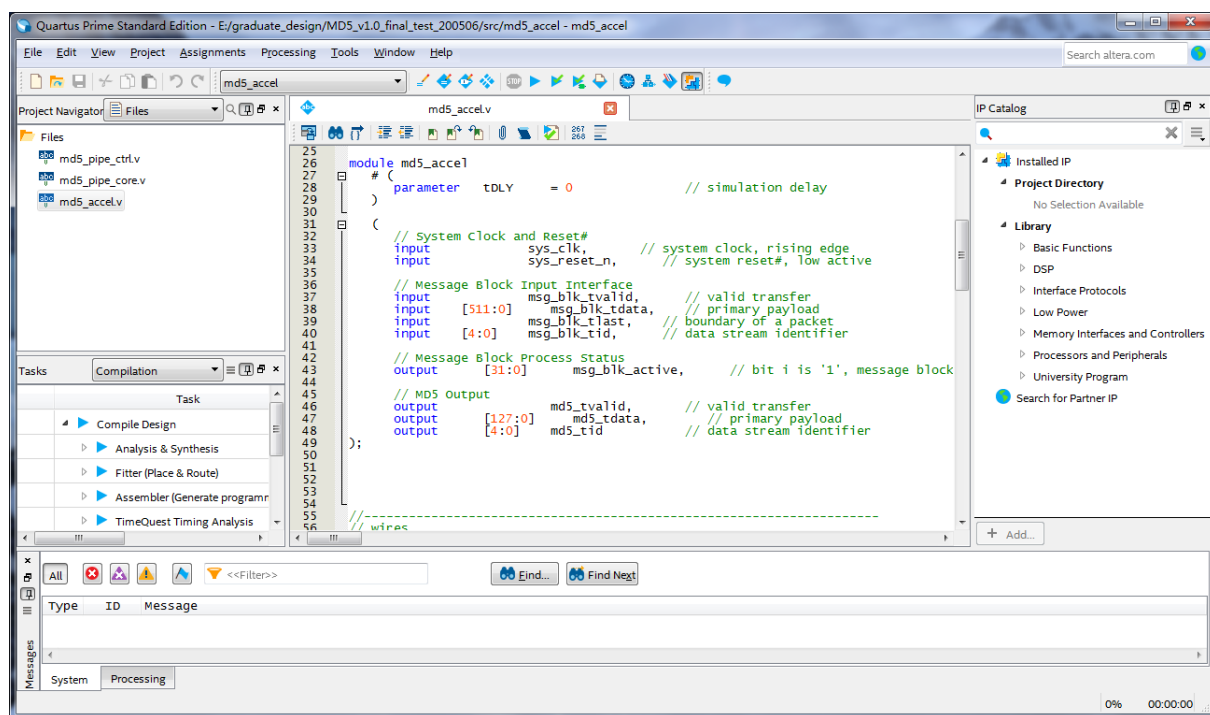 Quartus Prime Standard Edition - E:/graduate_design/MD5_v1.0_final_test_200506/src/md5_accel - md5_accel
File Edit View Project Assignments Processing Tools Window Help
Search altera.com
md5_accel
Project Navigator Files
Files
md5_pipe_ctrl.v
md5_pipe_core.v
md5_accel.v
Tasks Compilation
Task
Compile Design
Analysis & Synthesis
Fitter (Place & Route)
Assembler (Generate programr
TimeQuest Timing Analysis
md5_accel.v
267
268
25
26 module md5_accel
27 # (
28 parameter tDLY = 0 // simulation delay
29 )
30
31 (
32 // System Clock and Reset#
33 input sys_clk, // system clock, rising edge
34 input sys_reset_n, // system reset#, low active
35
36 // Message Block Input Interface
37 input msg_blk_tvalid, // valid transfer
38 input [511:0] msg_blk_tdata, // primary payload
39 input msg_blk_tlast, // boundary of a packet
40 input [4:0] msg_blk_tid, // data stream identifier
41
42 // Message Block Process Status
43 output [31:0] msg_blk_active, // bit i is '1', message block
44
45 // MD5 Output
46 output md5_tvalid, // valid transfer
47 output [127:0] md5_tdata, // primary payload
48 output [4:0] md5_tid // data stream identifier
49 );
50
51
52
53
54
55 //-------------------------------------------------------------------------
56 // wires
IP Catalog
Installed IP
Project Directory
No Selection Available
Library
Basic Functions
DSP
Interface Protocols
Low Power
Memory Interfaces and Controllers
Processors and Peripherals
University Program
Search for Partner IP
+ Add...
All <<Filter>> Find... Find Next
Type ID Message
Messages
System Processing
0% 00:00:00